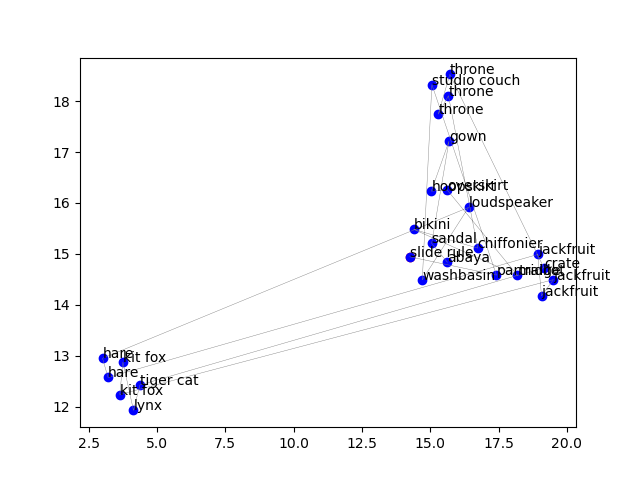 throne
studio couch
throne
throne
gown
hoopskirt
overskirt
loudspeaker
bikini
sandal
chiffonier
jackfruit
slide rule
abaya
washbasin
partridge
crate
jackfruit
jackfruit
hare
kit fox
hare
tiger cat
kit fox
lynx
18
17
16
15
14
13
12
2.5 5.0 7.5 10.0 12.5 15.0 17.5 20.0